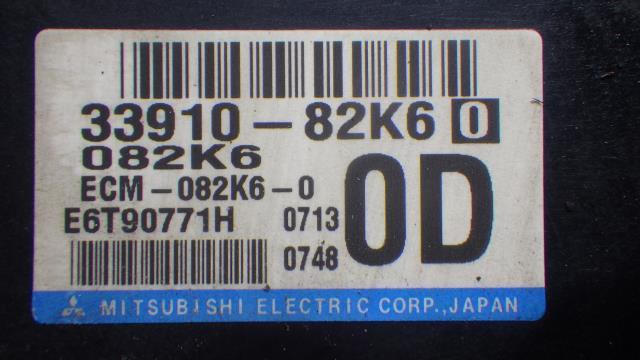 33910-82K6 0
082K6
ECM-082K6-0
E6T90771H 0713
0748
0D
MITSUBISHI ELECTRIC CORP., JAPAN